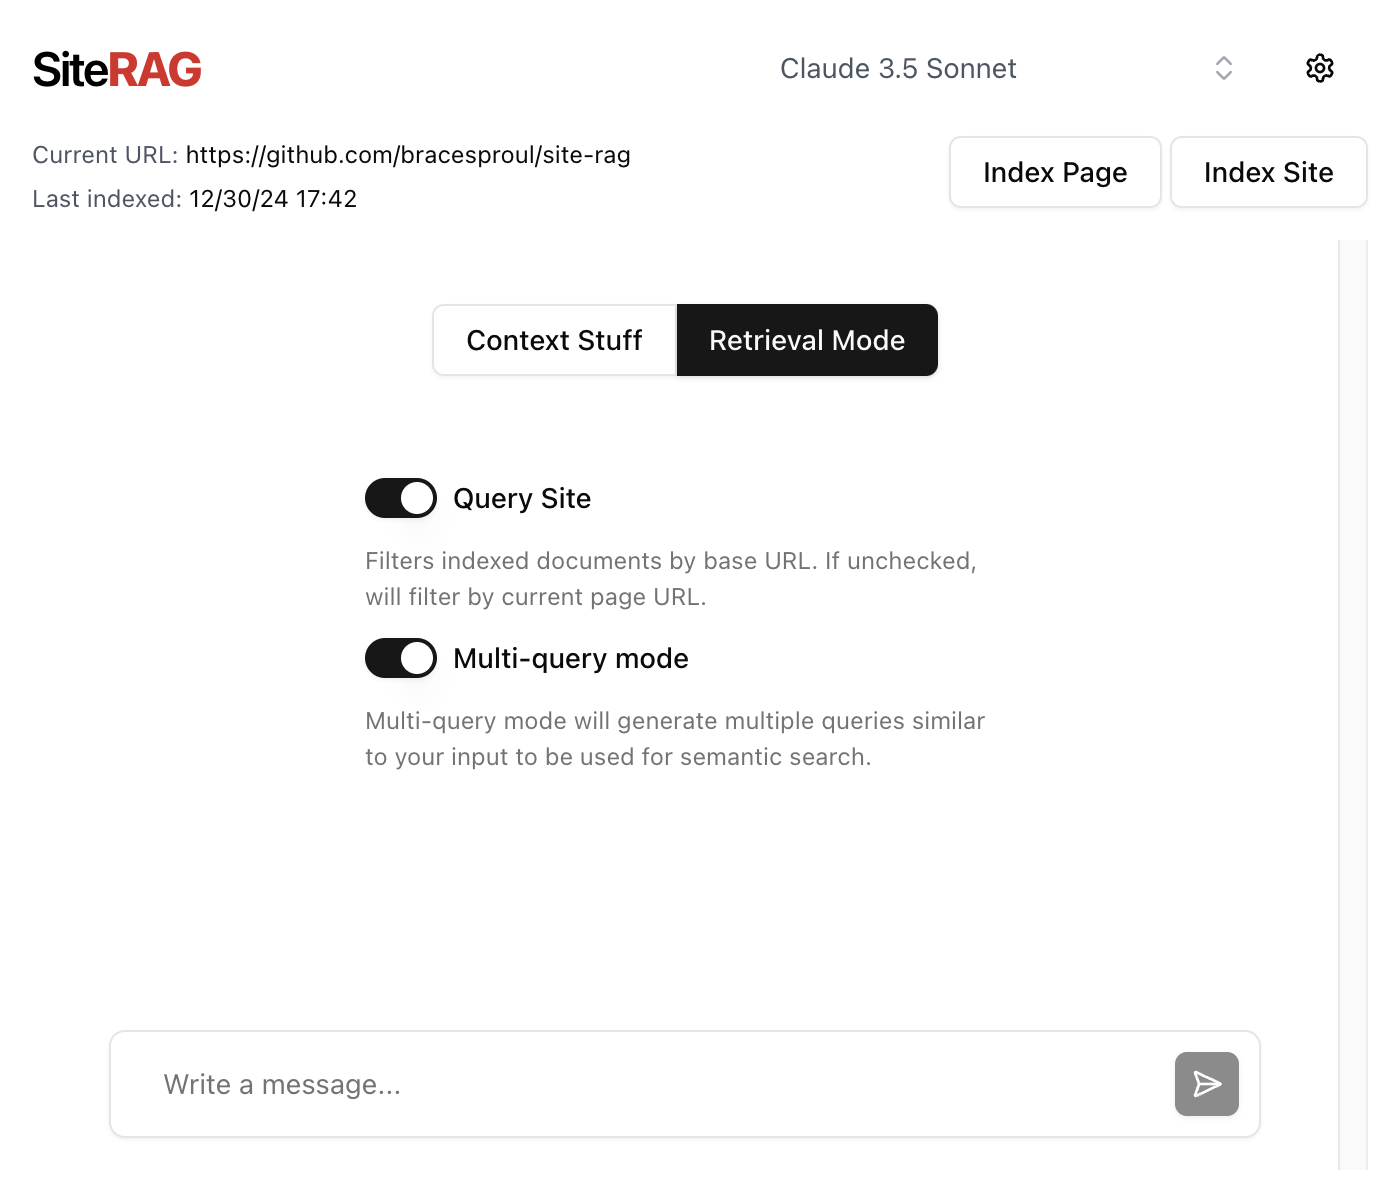 SiteRAG
Claude 3.5 Sonnet
Current URL: https://github.com/bracesproul/site-rag
Last indexed: 12/30/24 17:42
Index Page
Index Site
Context Stuff
Retrieval Mode
Query Site
Filters indexed documents by base URL. If unchecked,
will filter by current page URL.
Multi-query mode
Multi-query mode will generate multiple queries similar
to your input to be used for semantic search.
Write a message...